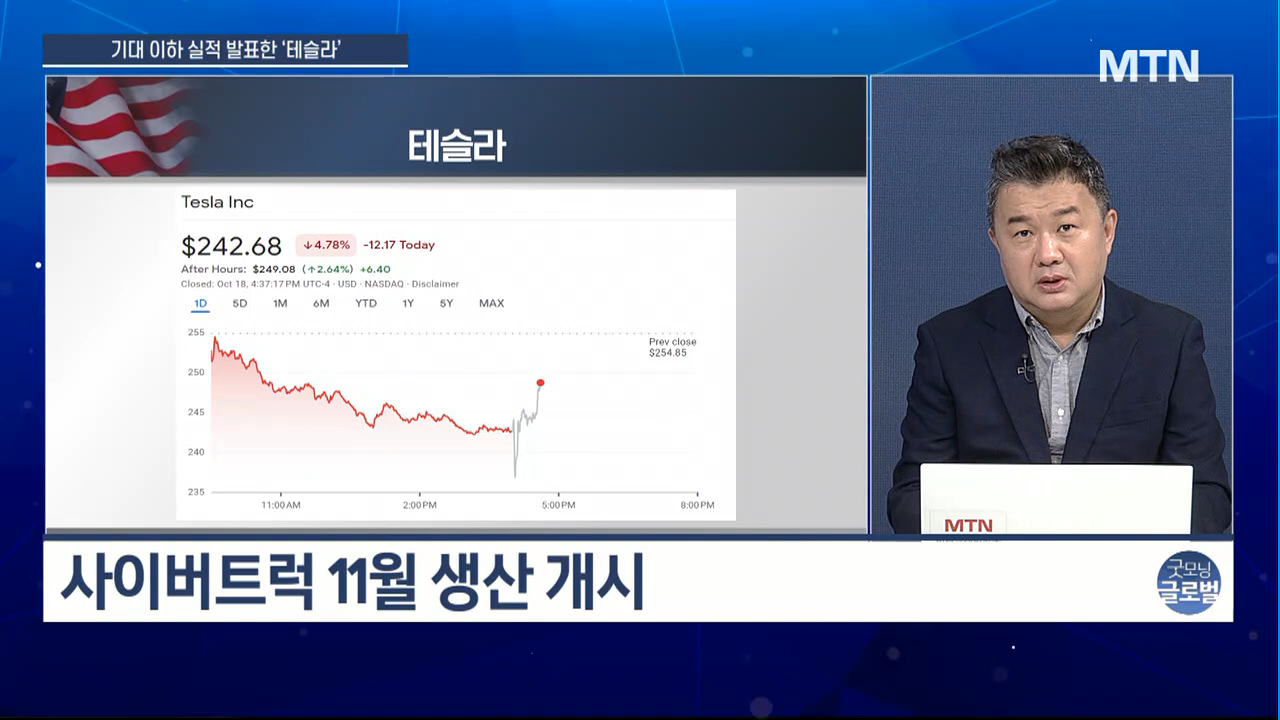 기대 이하 실적 발표한 ‘테슬라’
MTN
테슬라
Tesla Inc
$242.68 ↓4.78% -12.17 Today
After Hours: $249.08 (↑2.64%) +6.40
Closed: Oct 18, 4:37:17 PM UTC-4 · USD · NASDAQ · Disclaimer
1D 5D 1M 6M YTD 1Y 5Y MAX
255
Prev close
$254.85
250
245
240
235
11:00 AM 2:00 PM 5:00 PM 8:00 PM
MTN
사이버트럭 11월 생산 개시
굿모닝
글로벌